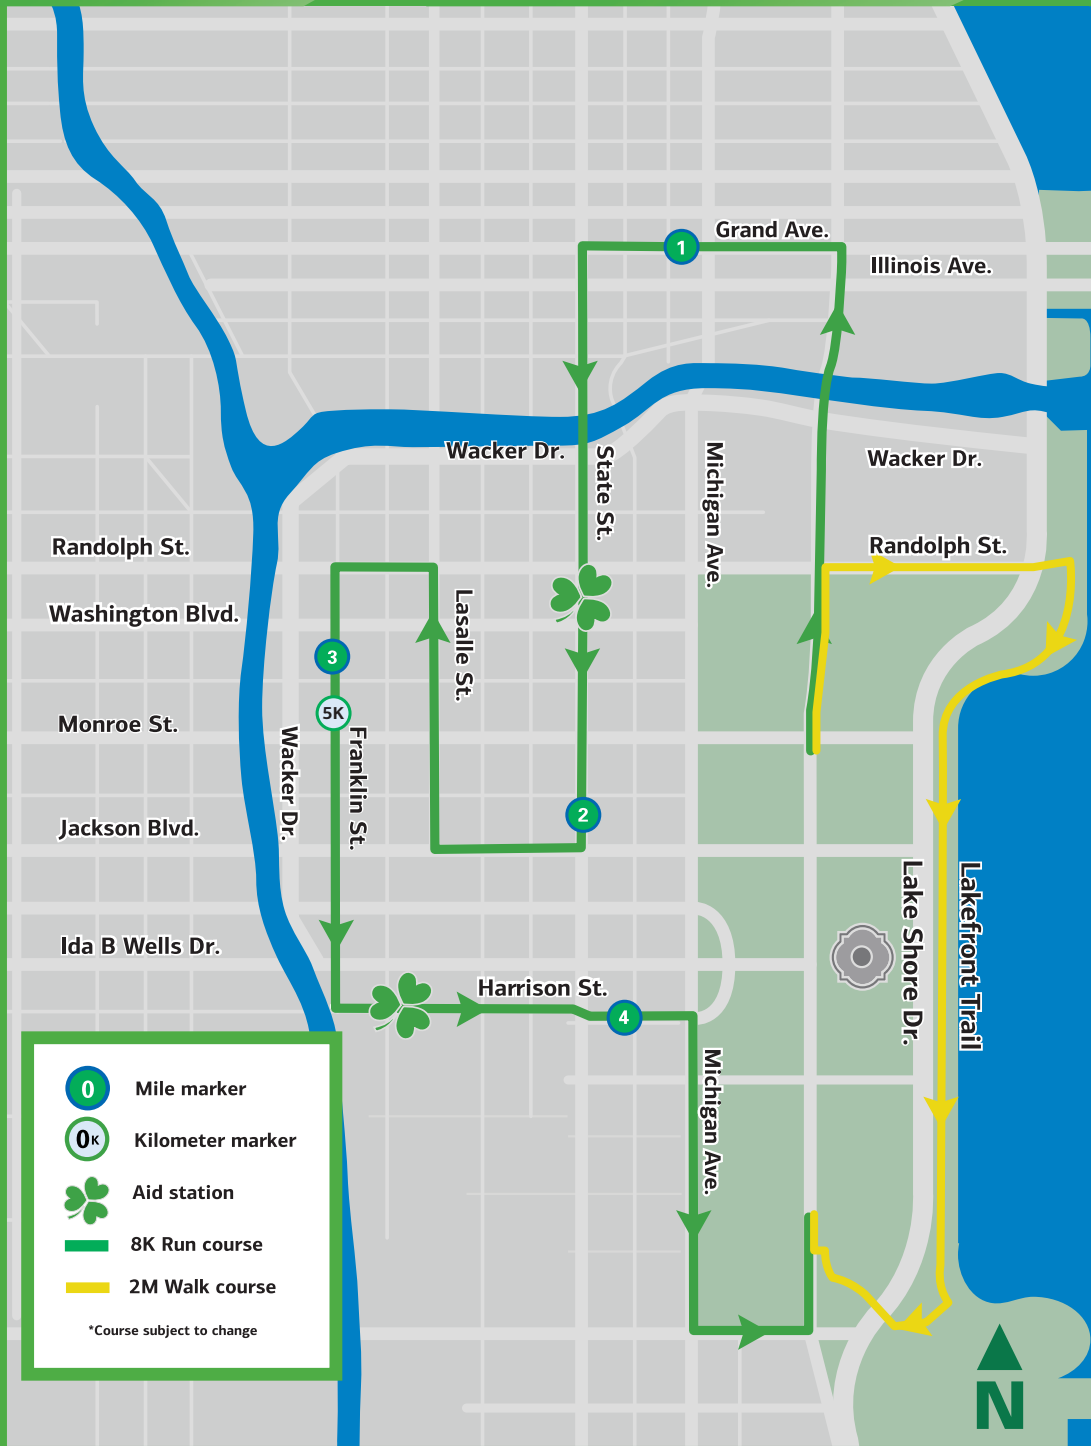 Grand Ave.
1
Illinois Ave.
Wacker Dr.
State St.
Michigan Ave.
Wacker Dr.
Randolph St.
Randolph St.
Washington Blvd.
Lasalle St.
3
5K
Monroe St.
Wacker Dr.
Franklin St.
2
Jackson Blvd.
Lake Shore Dr.
Lakefront Trail
Ida B Wells Dr.
Harrison St.
4
Michigan Ave.
0 Mile marker
0K Kilometer marker
Aid station
8K Run course
2M Walk course
*Course subject to change
N